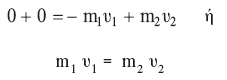 0 + 0 = – m₁υ₁ + m₂υ₂ ή
m₁ υ₁ = m₂ υ₂